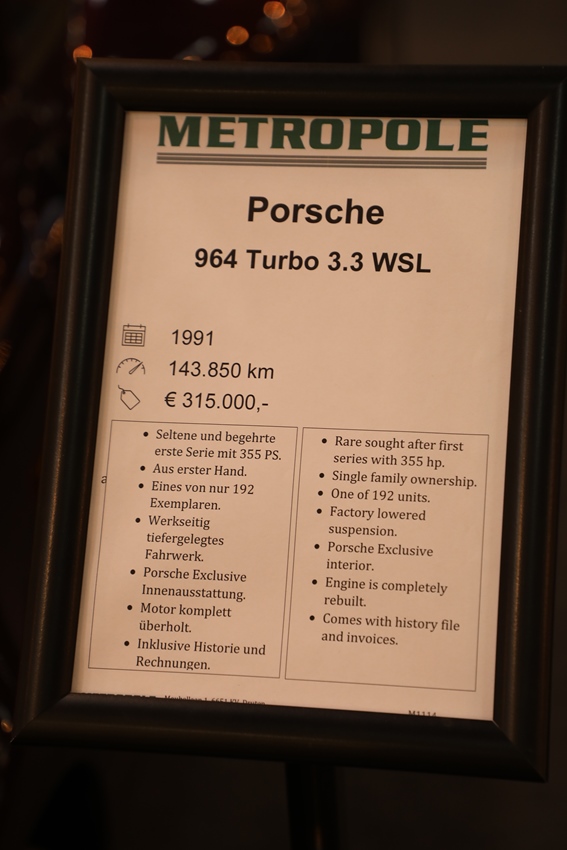 METROPOLE
Porsche
964 Turbo 3.3 WSL
1991
143.850 km
€ 315.000,-
• Seltene und begehrte
erste Serie mit 355 PS.
• Aus erster Hand.
• Eines von nur 192
Exemplaren.
• Werkseitig
tiefergelegtes
Fahrwerk.
• Porsche Exclusive
Innenausstattung.
• Motor komplett
überholt.
• Inklusive Historie und
Rechnungen.
a
• Rare sought after first
series with 355 hp.
• Single family ownership.
• One of 192 units.
• Factory lowered
suspension.
• Porsche Exclusive
interior.
• Engine is completely
rebuilt.
• Comes with history file
and invoices.